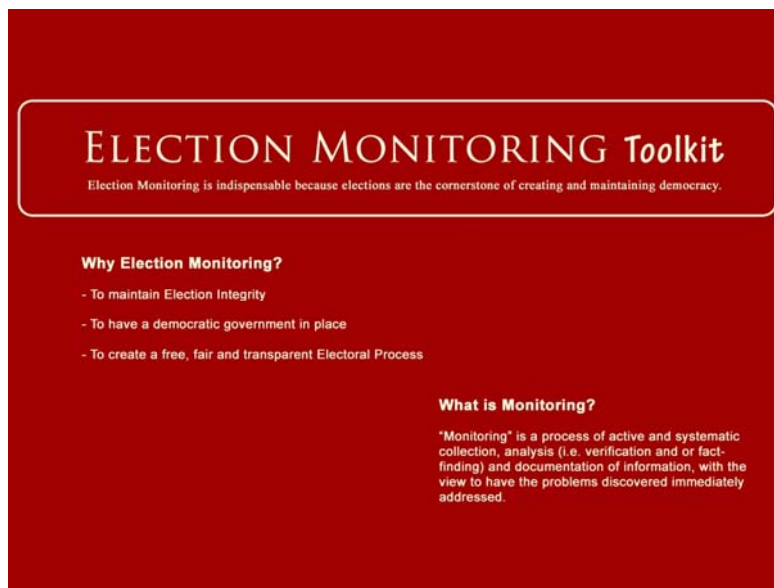 ELECTION MONITORING Toolkit
Election Monitoring is indispensable because elections are the cornerstone of creating and maintaining democracy.
Why Election Monitoring?
- To maintain Election Integrity
- To have a democratic government in place
- To create a free, fair and transparent Electoral Process
What is Monitoring?
"Monitoring" is a process of active and systematic
collection, analysis (i.e. verification and or fact-
finding) and documentation of information, with the
view to have the problems discovered immediately
addressed.